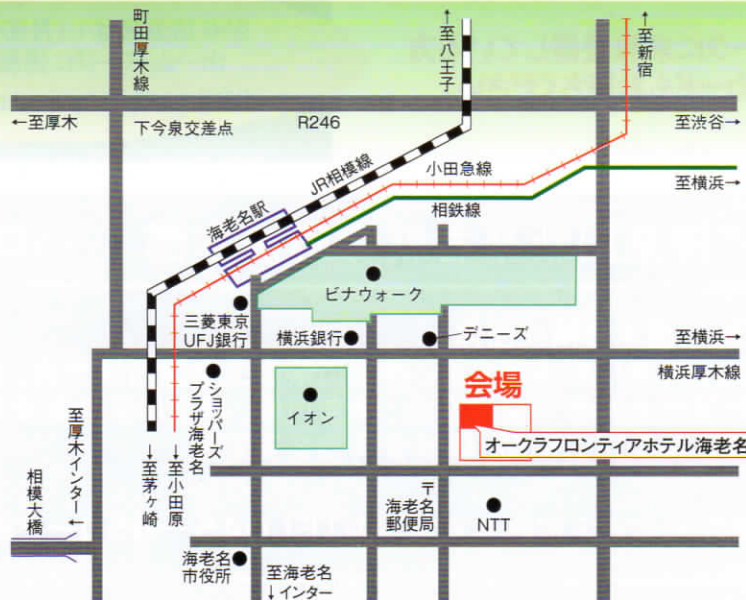 町田厚木線
↑至八王子
↑至新宿
←至厚木
下今泉交差点
R246
至渋谷→
JR相模線
小田急線
至横浜→
相鉄線
海老名駅
ビナウォーク
三菱東京
UFJ銀行
横浜銀行
デニーズ
至横浜→
横浜厚木線
ショッパーズ
プラザ海老名
イオン
会場
オークラフロンティアホテル海老名
至厚木インター
←
相模大橋
↓至茅ヶ崎
↓至小田原
〒
海老名
郵便局
NTT
海老名
市役所
至海老名
↓インター